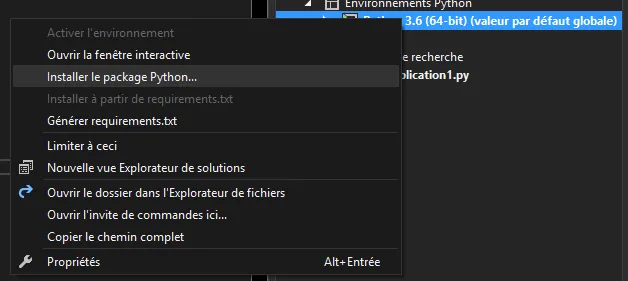 Environnements Python
3.6 (64-bit) (valeur par défaut globale)
Activer l'environnement
Ouvrir la fenêtre interactive
e recherche
Installer le package Python...
plication1.py
Installer à partir de requirements.txt
Générer requirements.txt
Limiter à ceci
Nouvelle vue Explorateur de solutions
Ouvrir le dossier dans l'Explorateur de fichiers
Ouvrir l'invite de commandes ici...
Copier le chemin complet
Propriétés Alt+Entrée